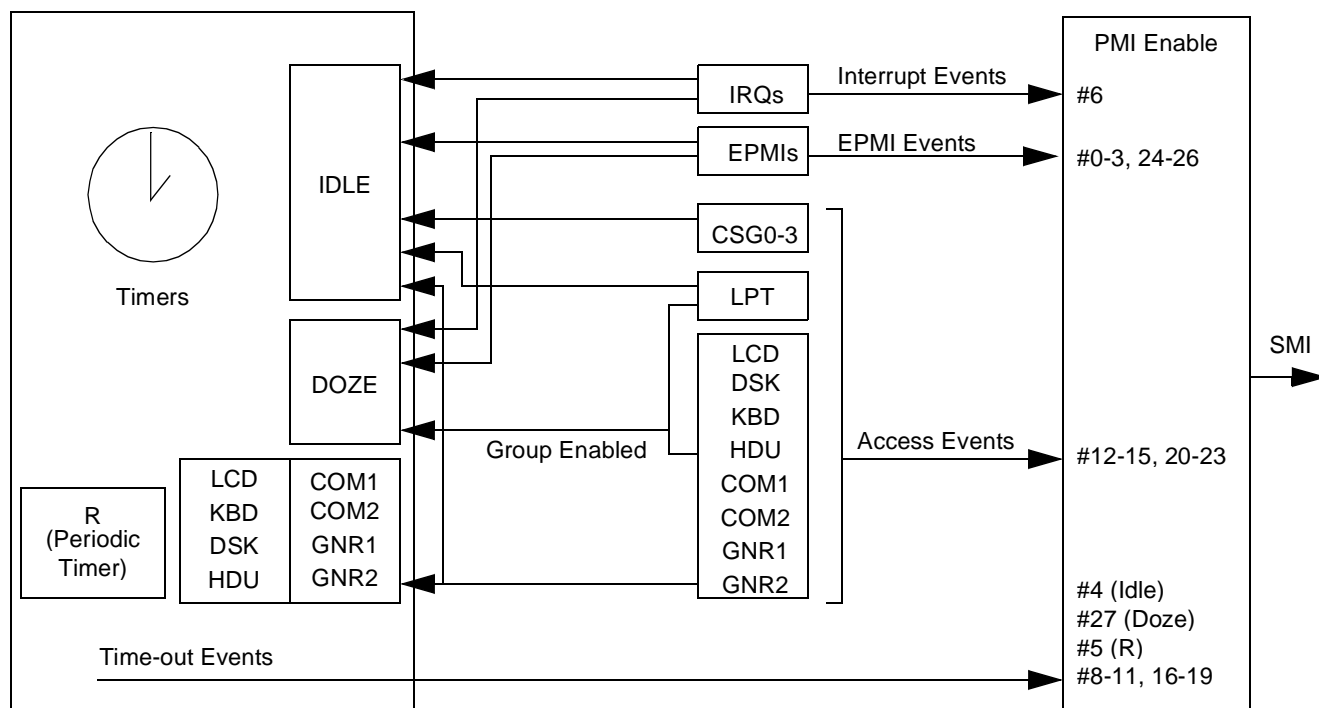 PMI Enable
IRQs
Interrupt Events
#6
EPMIs
EPMI Events
#0-3, 24-26
IDLE
CSG0-3
Timers
LPT
DOZE
LCD
DSK
KBD
HDU
COM1
COM2
GNR1
GNR2
SMI
Group Enabled
Access Events
#12-15, 20-23
R
(Periodic
Timer)
LCD
KBD
DSK
HDU
COM1
COM2
GNR1
GNR2
#4 (Idle)
#27 (Doze)
#5 (R)
#8-11, 16-19
Time-out Events